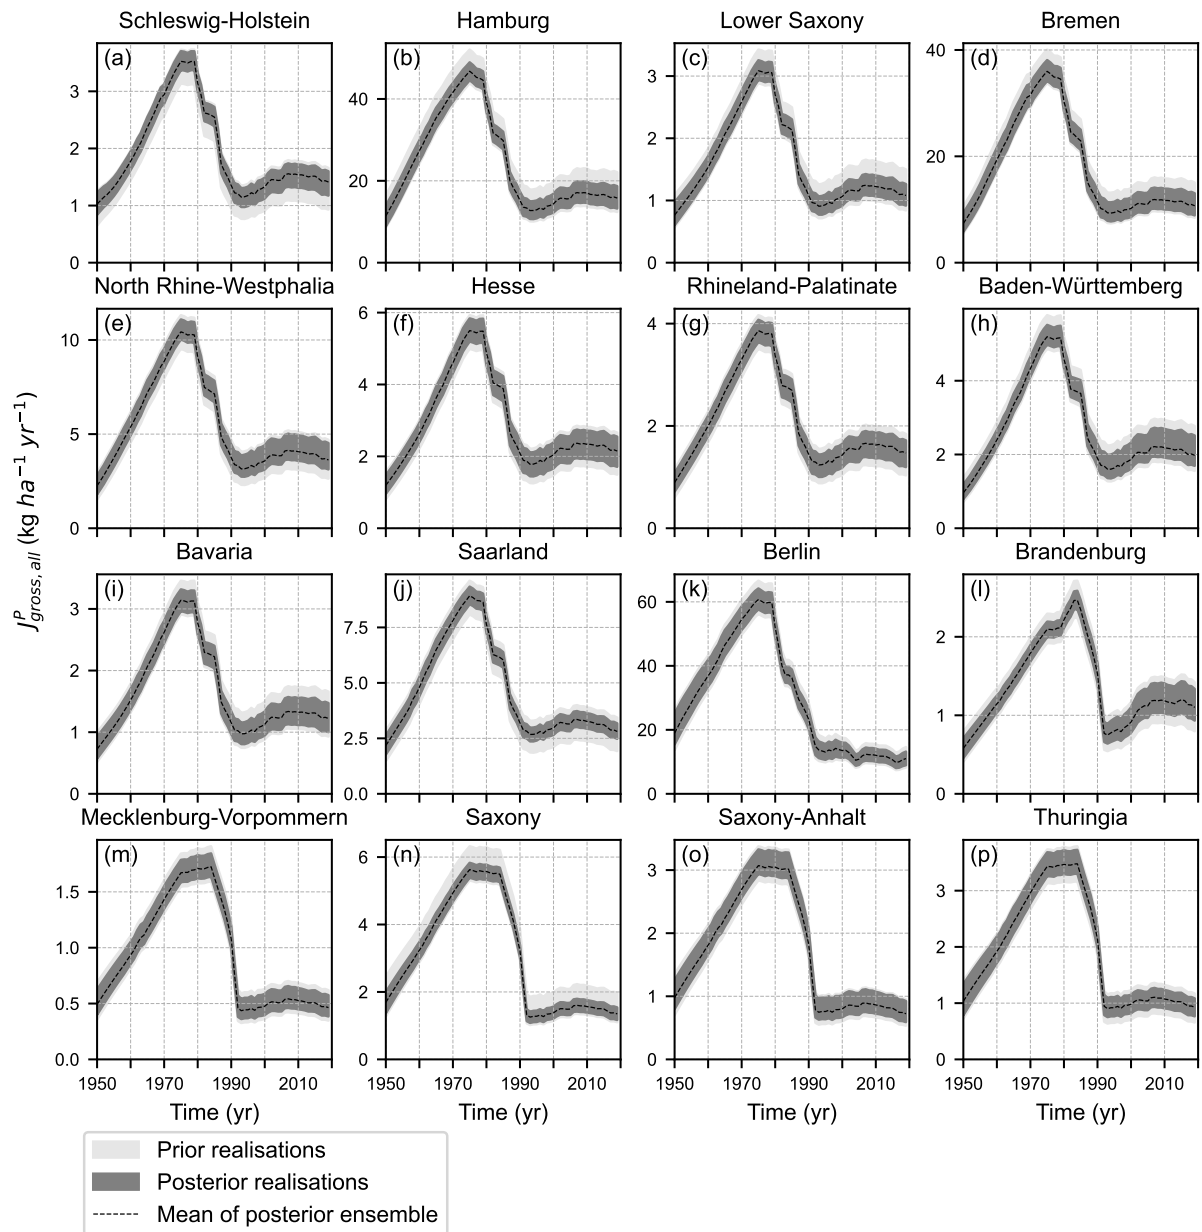 Schleswig-Holstein Hamburg Lower Saxony Bremen
(a) (b) (c) (d)
3 2 1 0
40 20 0
3 2 1 0
40 20 0
North Rhine-Westphalia Hesse Rhineland-Palatinate Baden-Württemberg
(e) (f) (g) (h)
10 5 0
6 4 2 0
4 2 0
4 2 0
J^P_gross, all (kg ha⁻¹ yr⁻¹)
Bavaria Saarland Berlin Brandenburg
(i) (j) (k) (l)
3 2 1 0
7.5 5.0 2.5 0.0
60 40 20 0
2 1 0
Mecklenburg-Vorpommern Saxony Saxony-Anhalt Thuringia
(m) (n) (o) (p)
1.5 1.0 0.5 0.0
6 4 2 0
3 2 1 0
3 2 1 0
1950 1970 1990 2010 1950 1970 1990 2010 1950 1970 1990 2010 1950 1970 1990 2010
Time (yr) Time (yr) Time (yr) Time (yr)
Prior realisations
Posterior realisations
Mean of posterior ensemble